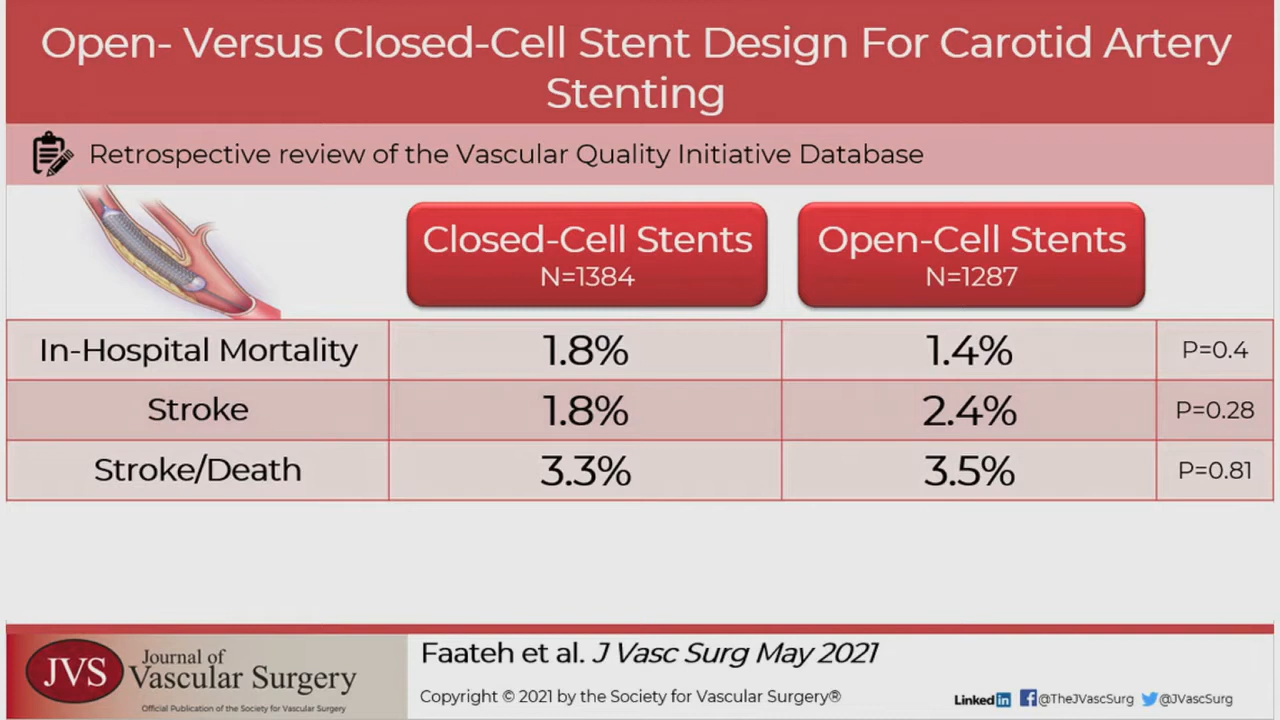 Open- Versus Closed-Cell Stent Design For Carotid Artery
Stenting
Retrospective review of the Vascular Quality Initiative Database
Closed-Cell Stents
N=1384
Open-Cell Stents
N=1287
In-Hospital Mortality 1.8% 1.4% P=0.4
Stroke 1.8% 2.4% P=0.28
Stroke/Death 3.3% 3.5% P=0.81
JVS
Journal of
Vascular Surgery
Official Publication of the Society for Vascular Surgery
Faateh et al. J Vasc Surg May 2021
Copyright © 2021 by the Society for Vascular Surgery®
Linked in @TheJVascSurg @JVascSurg